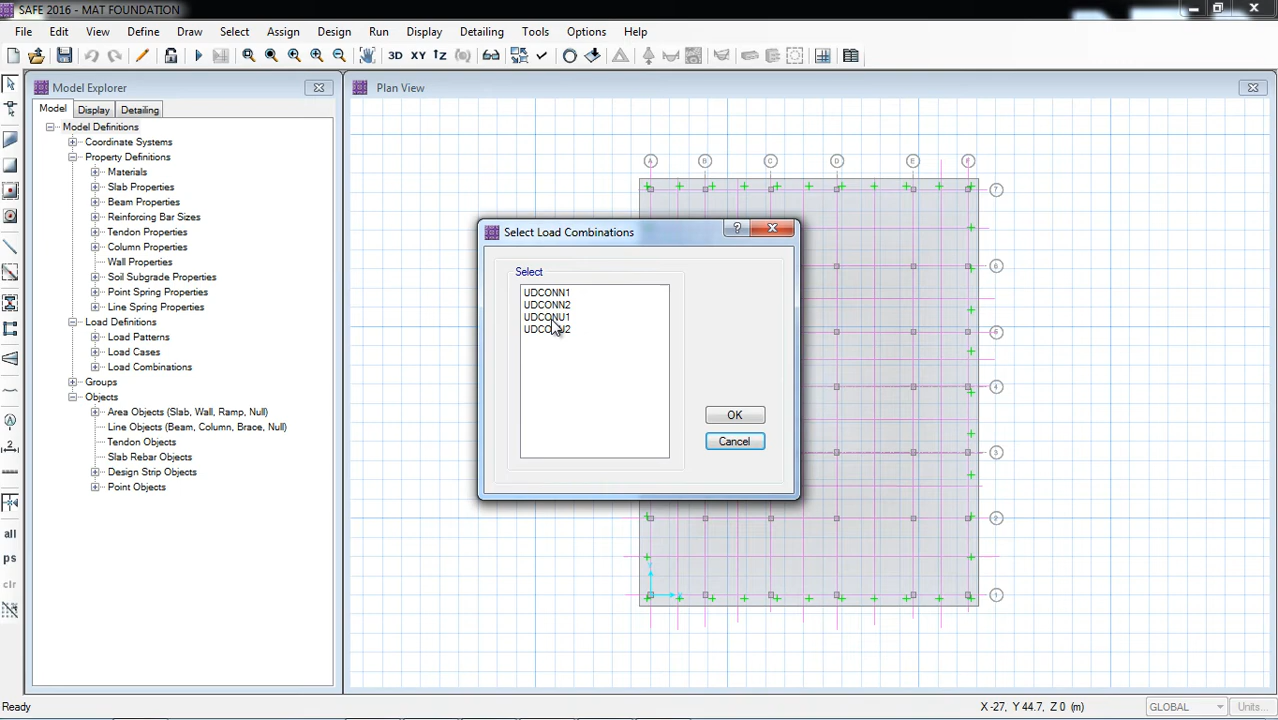 SAFE 2016 - MAT FOUNDATION
File Edit View Define Draw Select Assign Design Run Display Detailing Tools Options Help
3D XY
Model Explorer
Model Display Detailing
Model Definitions
Coordinate Systems
Property Definitions
Materials
Slab Properties
Beam Properties
Reinforcing Bar Sizes
Tendon Properties
Column Properties
Wall Properties
Soil Subgrade Properties
Point Spring Properties
Line Spring Properties
Load Definitions
Load Patterns
Load Cases
Load Combinations
Groups
Objects
Area Objects (Slab, Wall, Ramp, Null)
Line Objects (Beam, Column, Brace, Null)
Tendon Objects
Slab Rebar Objects
Design Strip Objects
Point Objects
all
ps
clr
Plan View
A B C D E F
7
6
5
4
3
2
1
Select Load Combinations
?
Select
UDCONN1
UDCONN2
UDCONU1
UDCONU2
OK
Cancel
Ready
X -27, Y 44.7, Z 0 (m)
GLOBAL
Units...